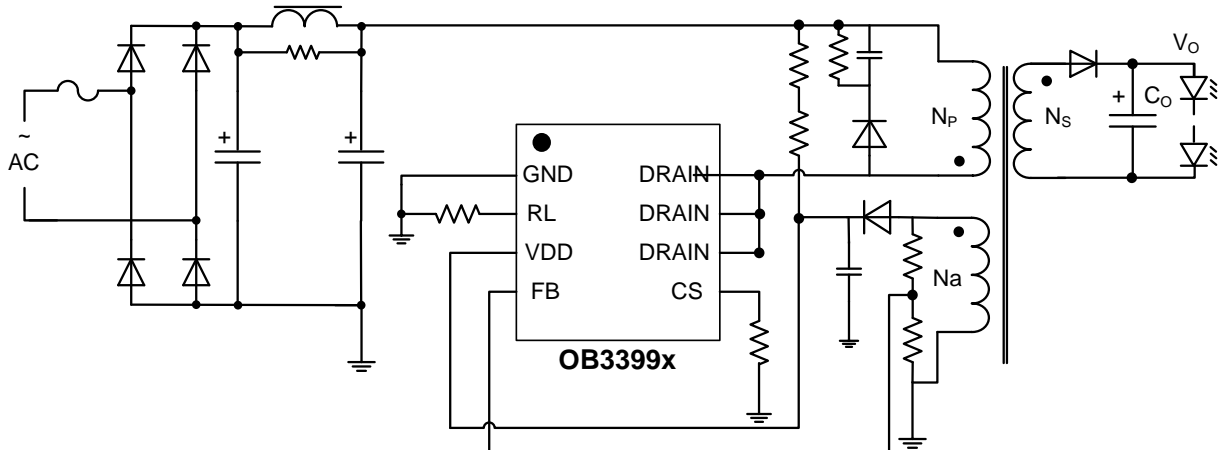 ~
AC
+
+
GND
RL
VDD
FB
DRAIN
DRAIN
DRAIN
CS
OB3399x
NP
NS
Na
+
CO
VO